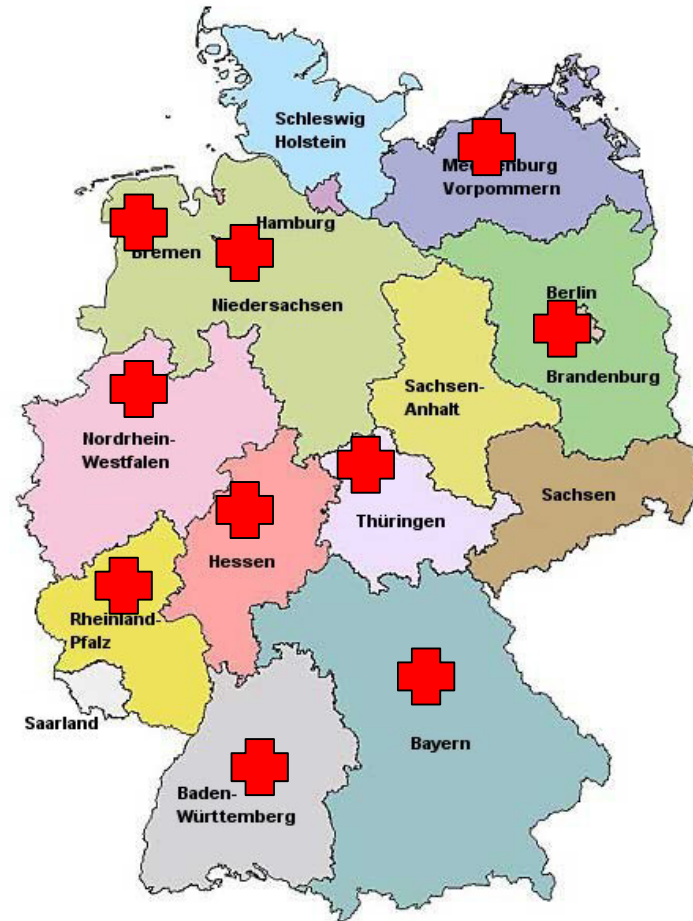 Schleswig
Holstein
Mecklenburg
Vorpommern
Hamburg
Bremen
Niedersachsen
Berlin
Brandenburg
Sachsen-
Anhalt
Nordrhein-
Westfalen
Sachsen
Thüringen
Hessen
Rheinland-
Pfalz
Saarland
Bayern
Baden-
Württemberg